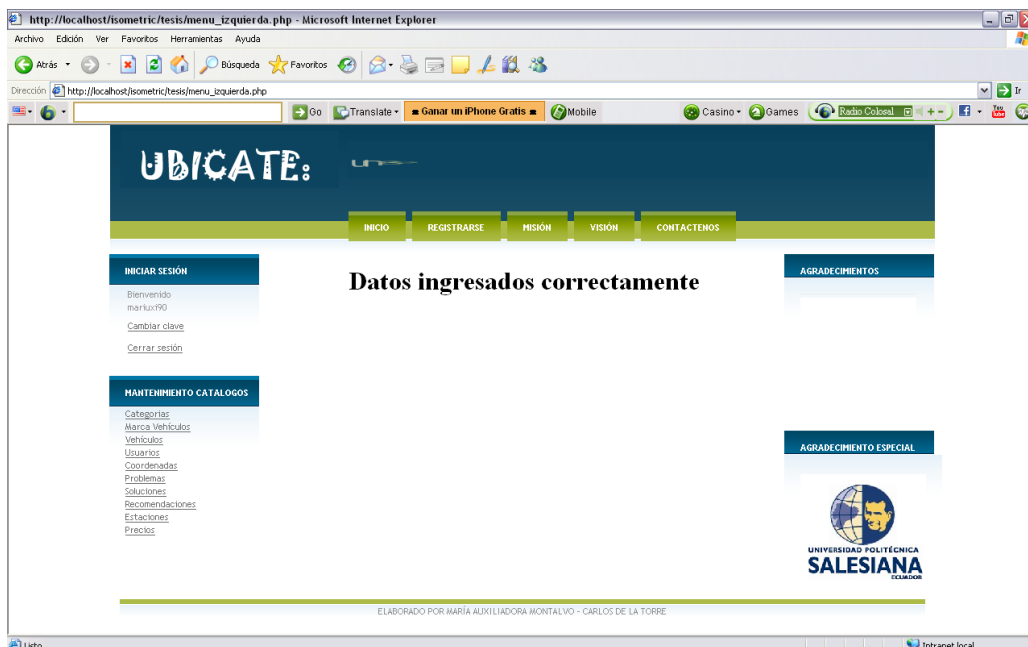 http://localhost/isometric/tesis/menu_izquierda.php - Microsoft Internet Explorer
Archivo Edición Ver Favoritos Herramientas Ayuda
Atrás Búsqueda Favoritos
Dirección http://localhost/isometric/tesis/menu_izquierda.php Ir
Go Translate Ganar un iPhone Gratis Mobile Casino Games Radio Colosal You Tube
UBICATE:
INICIO REGISTRARSE MISIÓN VISIÓN CONTACTENOS
INICIAR SESIÓN
Bienvenido
mariuxi90
Cambiar clave
Cerrar sesión
MANTENIMIENTO CATALOGOS
Categorias
Marca Vehículos
Vehículos
Usuarios
Coordenadas
Problemas
Soluciones
Recomendaciones
Estaciones
Precios
Datos ingresados correctamente
AGRADECIMIENTOS
AGRADECIMIENTO ESPECIAL
UNIVERSIDAD POLITÉCNICA
SALESIANA
ECUADOR
ELABORADO POR MARÍA AUXILIADORA MONTALVO - CARLOS DE LA TORRE
Listo Intranet local